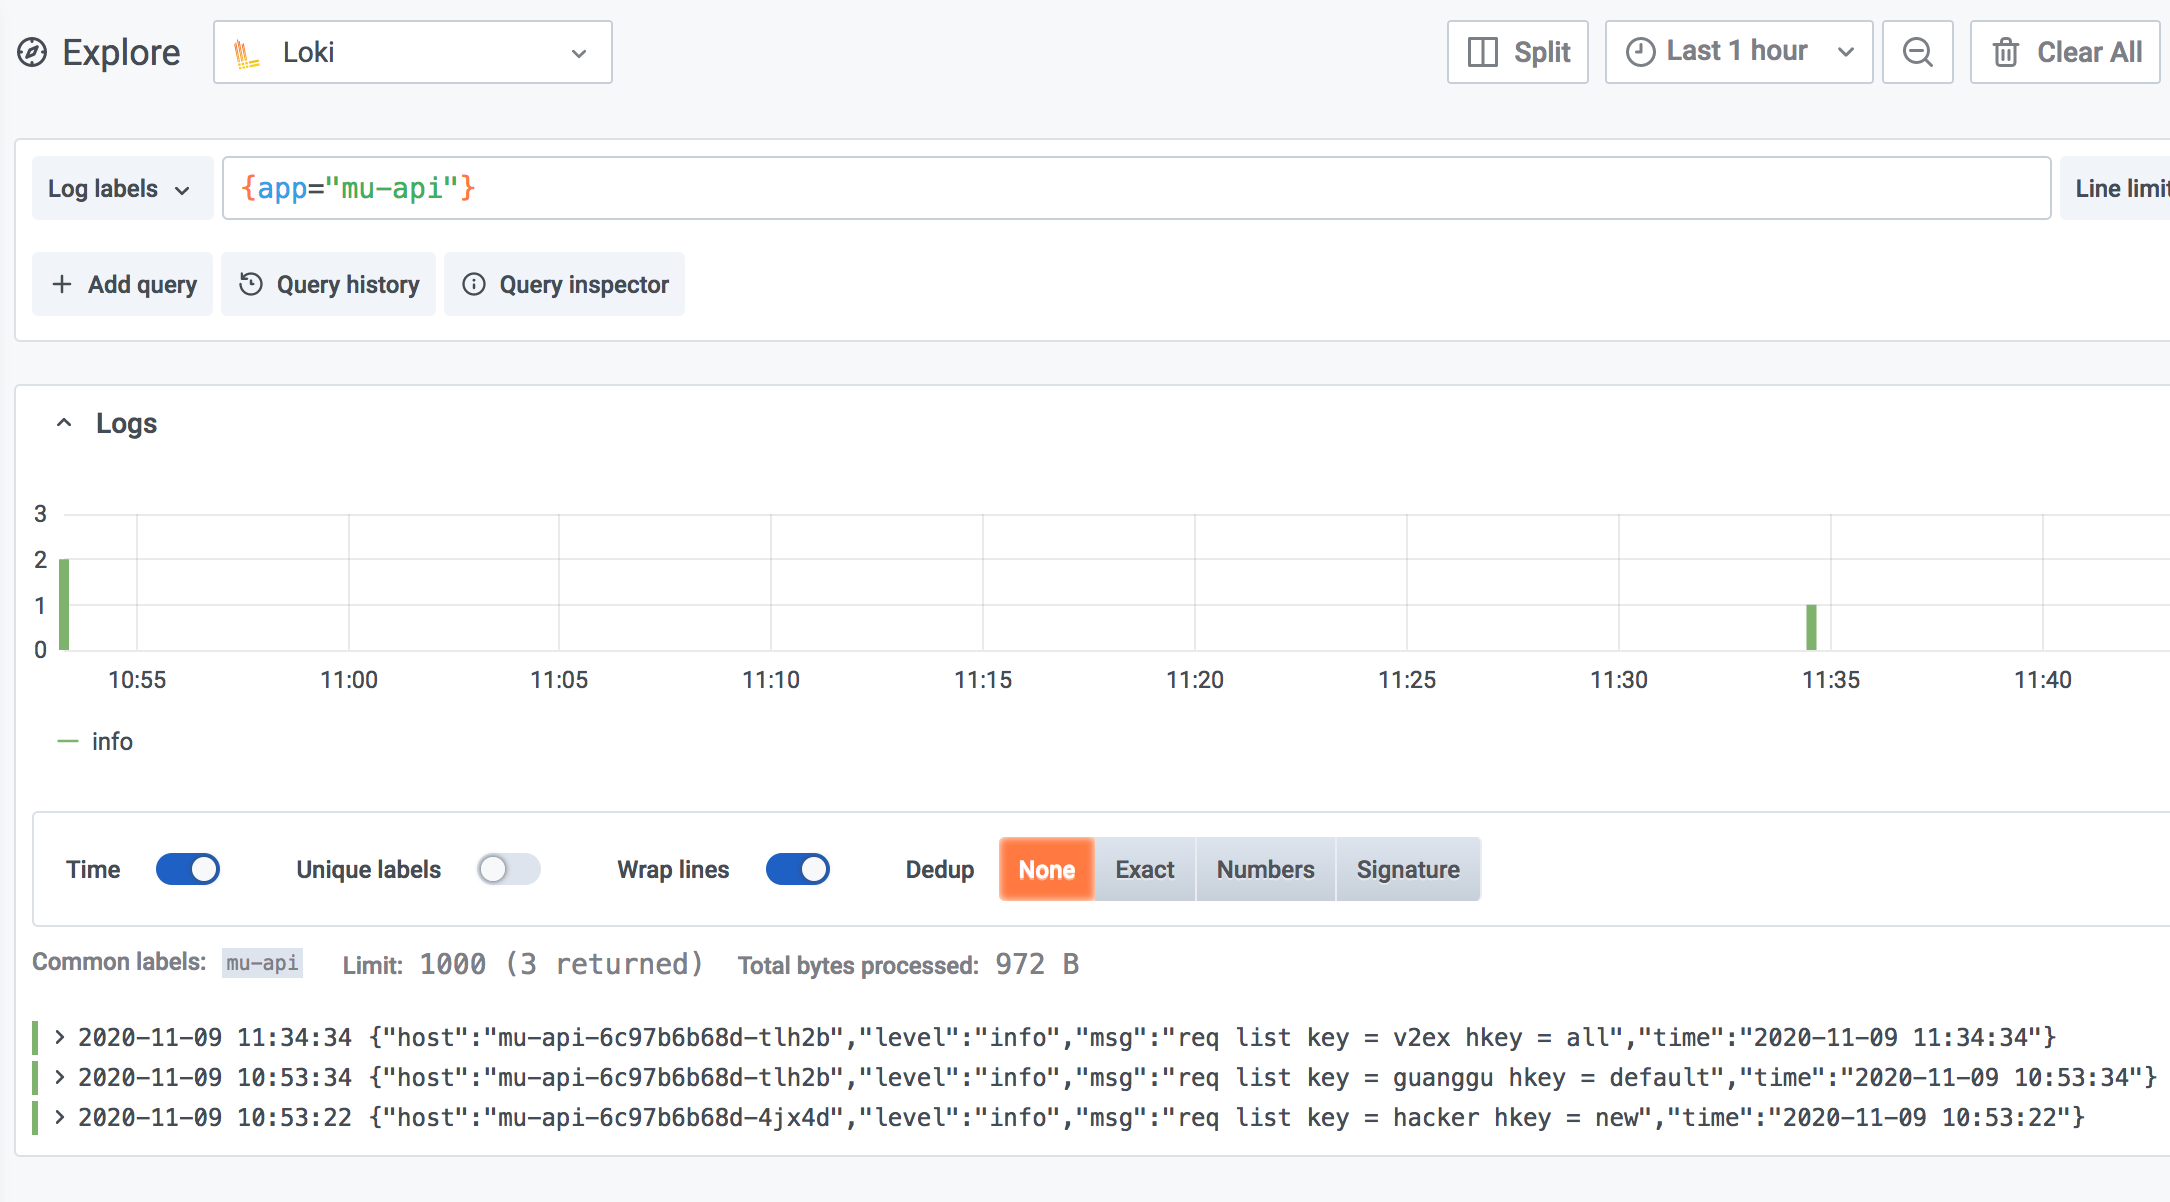 Explore Loki Split Last 1 hour Clear All
Log labels {app="mu-api"} Line limit
Add query Query history Query inspector
Logs
3
2
1
0
10:55 11:00 11:05 11:10 11:15 11:20 11:25 11:30 11:35 11:40
info
Time Unique labels Wrap lines Dedup None Exact Numbers Signature
Common labels: mu-api Limit: 1000 (3 returned) Total bytes processed: 972 B
2020-11-09 11:34:34 {"host":"mu-api-6c97b6b68d-tlh2b","level":"info","msg":"req list key = v2ex hkey = all","time":"2020-11-09 11:34:34"}
2020-11-09 10:53:34 {"host":"mu-api-6c97b6b68d-tlh2b","level":"info","msg":"req list key = guanggu hkey = default","time":"2020-11-09 10:53:34"}
2020-11-09 10:53:22 {"host":"mu-api-6c97b6b68d-4jx4d","level":"info","msg":"req list key = hacker hkey = new","time":"2020-11-09 10:53:22"}